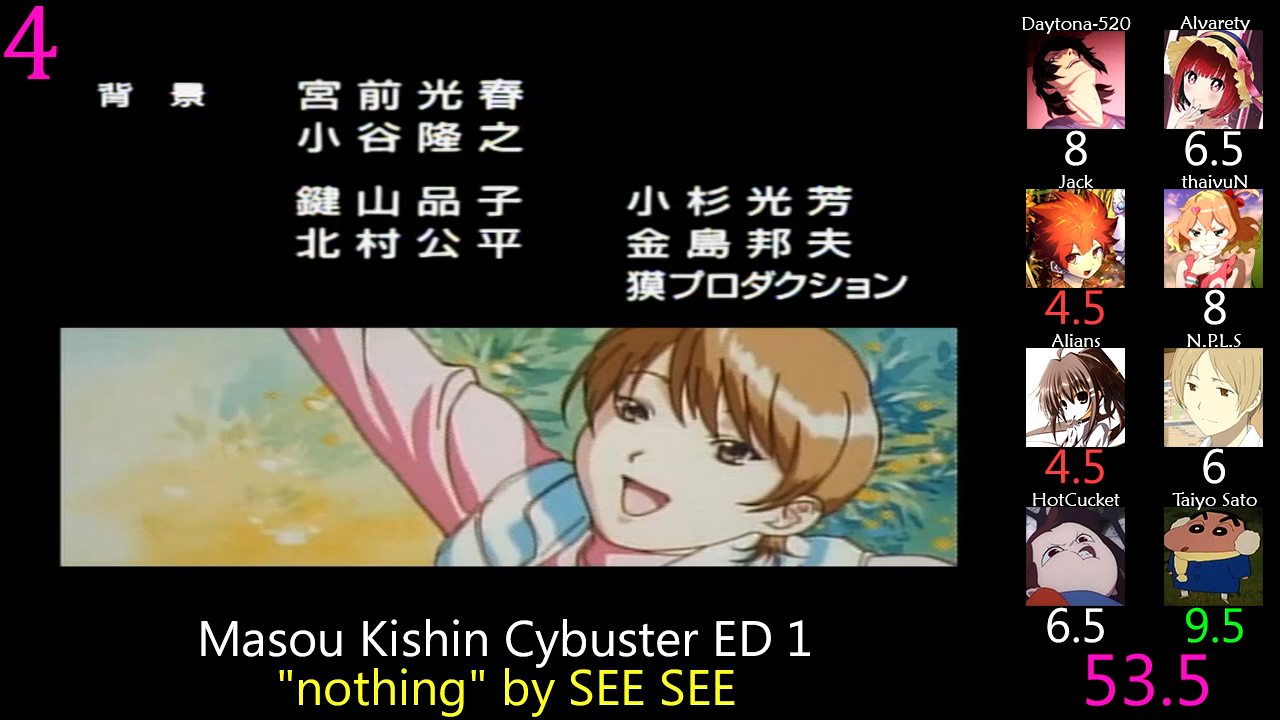 4
背景 宮前光春
小谷隆之
鍵山品子 小杉光芳
北村公平 金島邦夫
獏プロダクション
Masou Kishin Cybuster ED 1
"nothing" by SEE SEE
Daytona-520 Alvarety
8 6.5
Jack thaivuN
4.5 8
Alians N.P.L.S
4.5 6
HotCucket Taiyo Sato
6.5 9.5
53.5